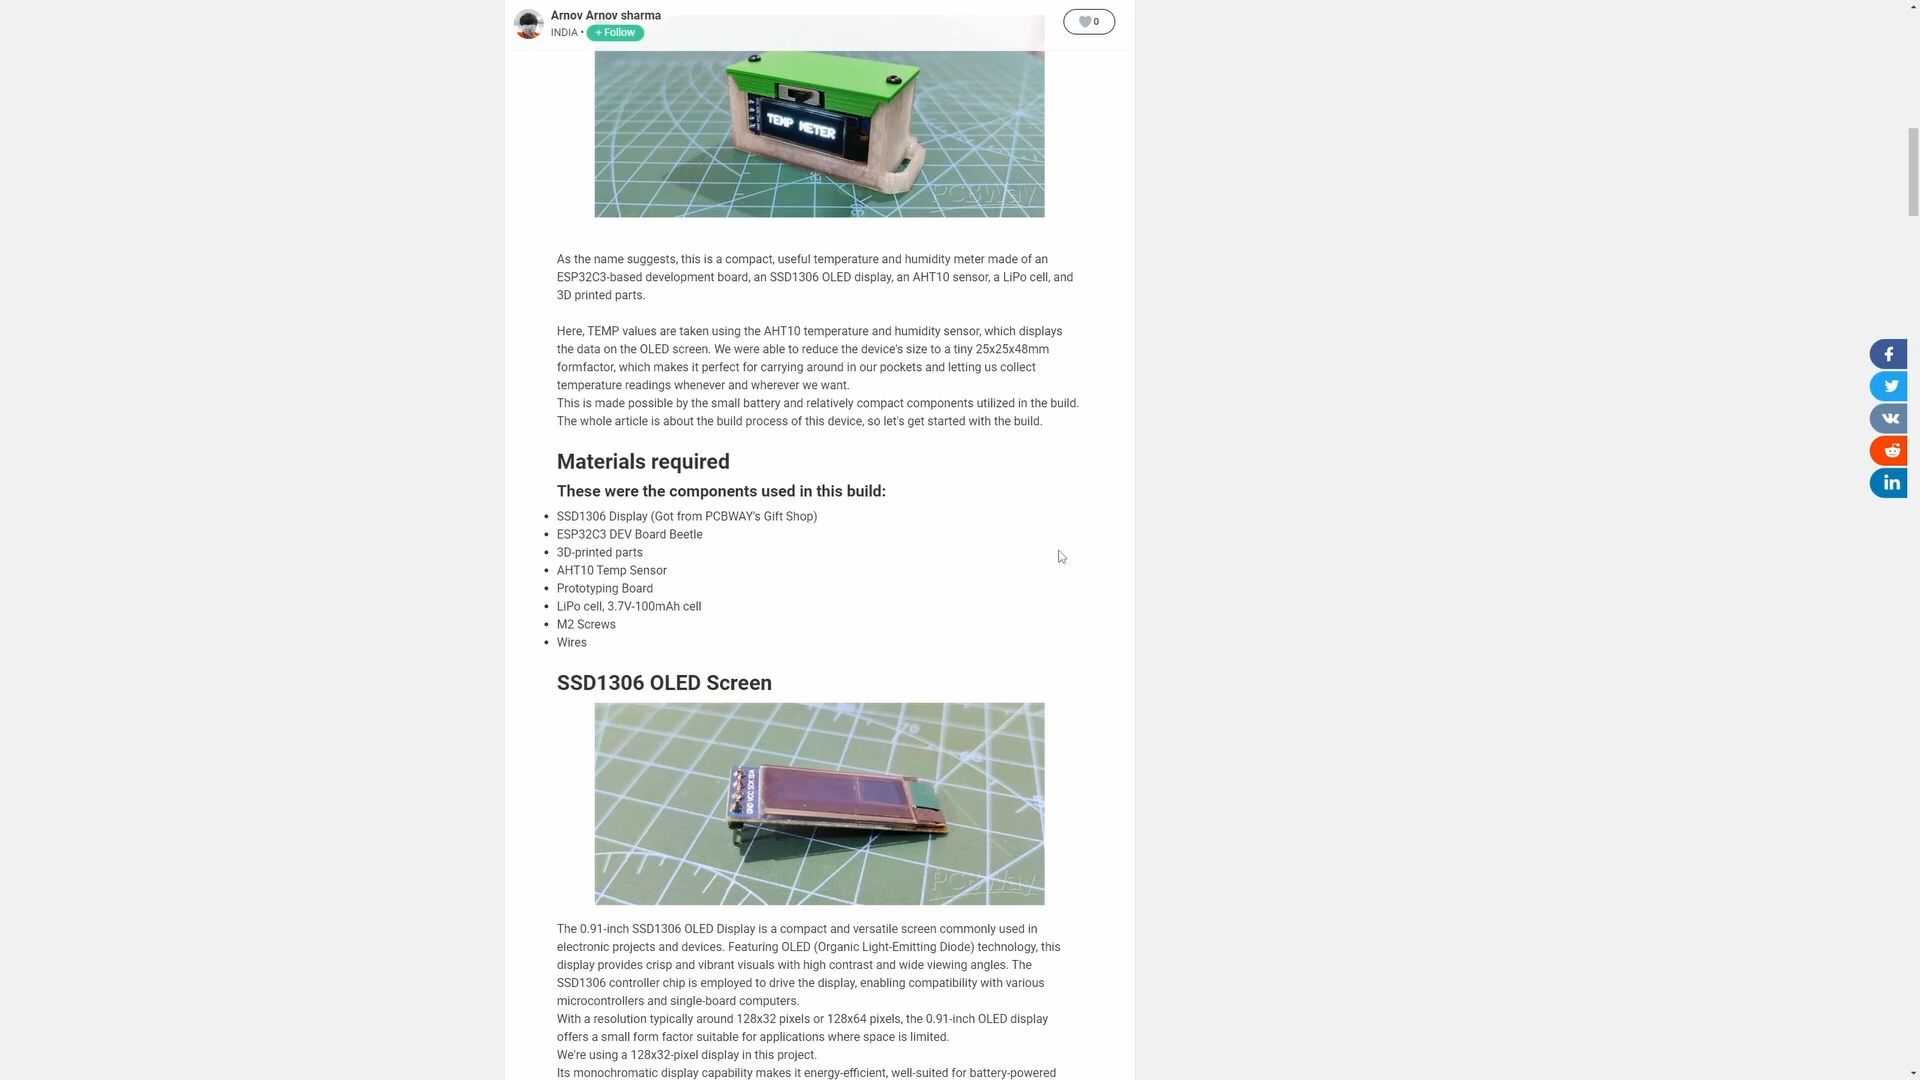 Arnov Arnov sharma
INDIA • + Follow
0
TEMP METER
PCBWay
As the name suggests, this is a compact, useful temperature and humidity meter made of an
ESP32C3-based development board, an SSD1306 OLED display, an AHT10 sensor, a LiPo cell, and
3D printed parts.
Here, TEMP values are taken using the AHT10 temperature and humidity sensor, which displays
the data on the OLED screen. We were able to reduce the device's size to a tiny 25x25x48mm
formfactor, which makes it perfect for carrying around in our pockets and letting us collect
temperature readings whenever and wherever we want.
This is made possible by the small battery and relatively compact components utilized in the build.
The whole article is about the build process of this device, so let's get started with the build.
Materials required
These were the components used in this build:
• SSD1306 Display (Got from PCBWAY's Gift Shop)
• ESP32C3 DEV Board Beetle
• 3D-printed parts
• AHT10 Temp Sensor
• Prototyping Board
• LiPo cell, 3.7V-100mAh cell
• M2 Screws
• Wires
SSD1306 OLED Screen
GND VCC SCK SDA
PCBWay
The 0.91-inch SSD1306 OLED Display is a compact and versatile screen commonly used in
electronic projects and devices. Featuring OLED (Organic Light-Emitting Diode) technology, this
display provides crisp and vibrant visuals with high contrast and wide viewing angles. The
SSD1306 controller chip is employed to drive the display, enabling compatibility with various
microcontrollers and single-board computers.
With a resolution typically around 128x32 pixels or 128x64 pixels, the 0.91-inch OLED display
offers a small form factor suitable for applications where space is limited.
We're using a 128x32-pixel display in this project.
Its monochromatic display capability makes it energy-efficient, well-suited for battery-powered